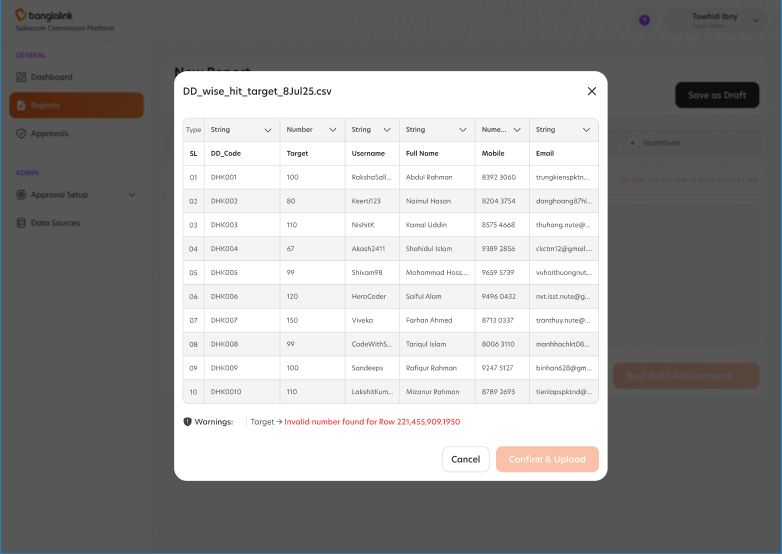 banglalink
Salescom Commission Platform
?
Tawhid Ibny
GENERAL
Dashboard
Reports
Approvals
ADMIN
Approval Setup
Data Sources
New Report
Save as Draft
4 Incentives
DD_wise_hit_target_8Jul25.csv
Type String Number String String Nume... String
SL DD_Code Target Username Full Name Mobile Email
01 DHK001 100 RakshaSall... Abdul Rahman 8392 3060 trungkienspktn...
02 DHK002 80 Keerti123 Naimul Hasan 8204 3754 donghoang87hl...
03 DHK003 110 NishitK Kamal Uddin 8575 4668 thuhang.nute@...
04 DHK004 67 Akash2411 Shahidul Islam 9389 2856 ckctm12@gmail....
05 DHK005 99 Shivam98 Mohammad Hoss... 9659 5739 vuhaithuongnut...
06 DHK006 120 HeroCoder Saiful Alam 9496 0432 nvt.isst.nute@g...
07 DHK007 150 Viveka Farhan Ahmed 8713 0337 tranthuy.nute@...
08 DHK008 99 CodeWithS... Tariqul Islam 8006 3110 manhhachkt08...
09 DHK009 100 Sandeeps Rafiqur Rahman 9247 5127 binhan628@gm...
10 DHK0010 110 LakshitKum... Mizanur Rahman 8789 2693 tienlapspktnd@...
Warnings: Target → Invalid number found for Row 221,455,909,1950
Next: Build Achievements
Cancel Confirm & Upload